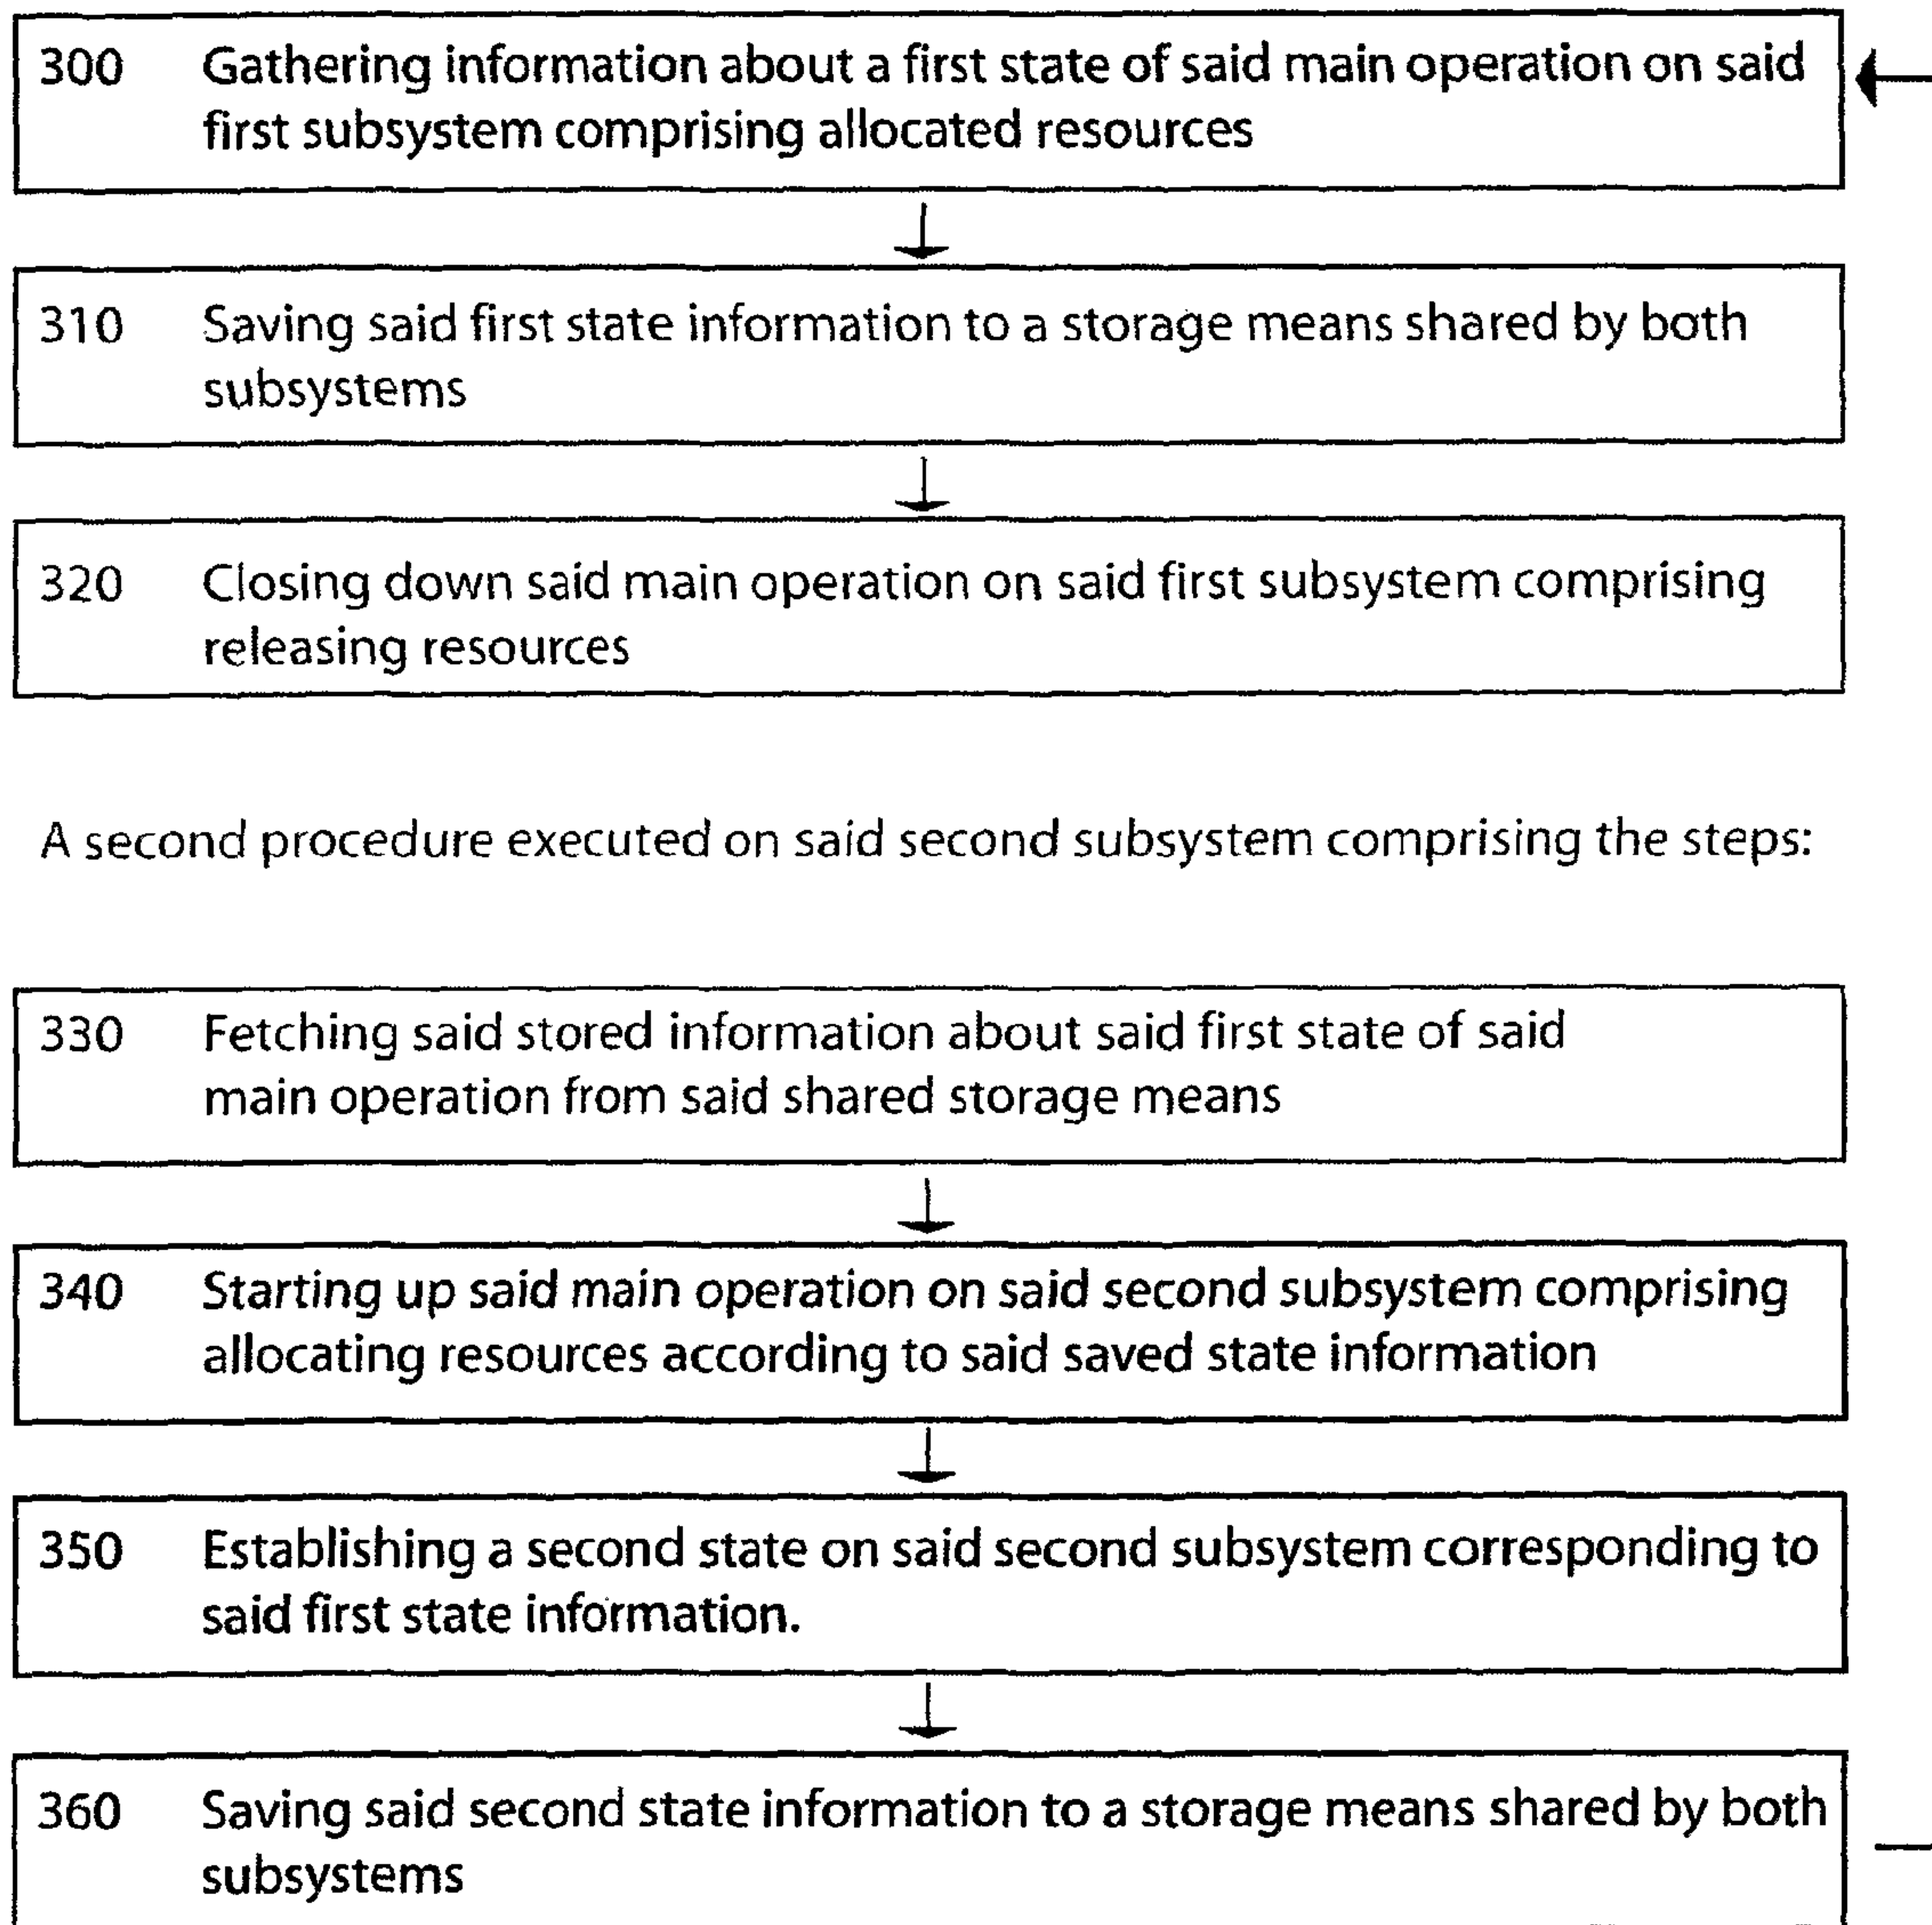 300 Gathering information about a first state of said main operation on said
first subsystem comprising allocated resources
310 Saving said first state information to a storage means shared by both
subsystems
320 Closing down said main operation on said first subsystem comprising
releasing resources
A second procedure executed on said second subsystem comprising the steps:
330 Fetching said stored information about said first state of said
main operation from said shared storage means
340 Starting up said main operation on said second subsystem comprising
allocating resources according to said saved state information
350 Establishing a second state on said second subsystem corresponding to
said first state information.
360 Saving said second state information to a storage means shared by both
subsystems